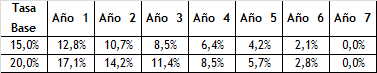 Tasa Base Año 1 Año 2 Año 3 Año 4 Año 5 Año 6 Año 7
15,0% 12,8% 10,7% 8,5% 6,4% 4,2% 2,1% 0,0%
20,0% 17,1% 14,2% 11,4% 8,5% 5,7% 2,8% 0,0%